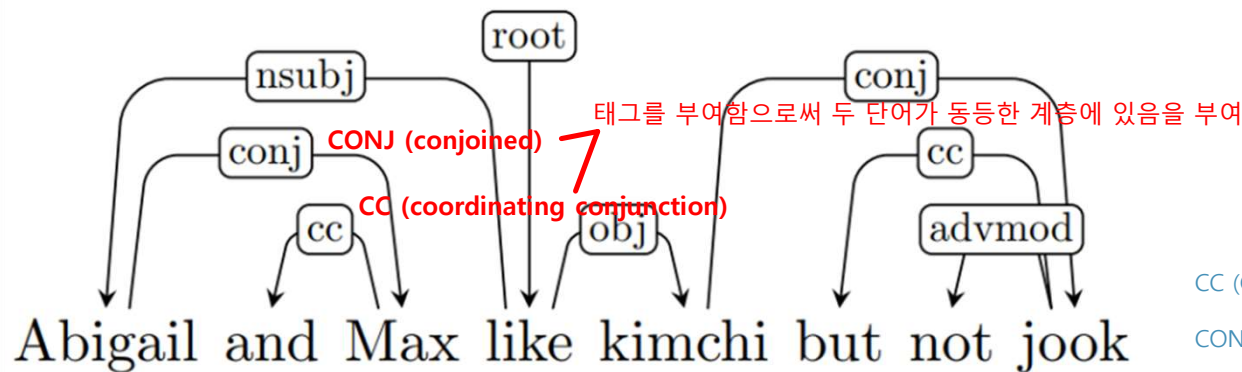 root
nsubj
conj
태그를 부여함으로써 두 단어가 동등한 계층에 있음을 부여
conj
CONJ (conjoined)
cc
CC (coordinating conjunction)
cc
obj
advmod
CC (
CON
Abigail and Max like kimchi but not jook